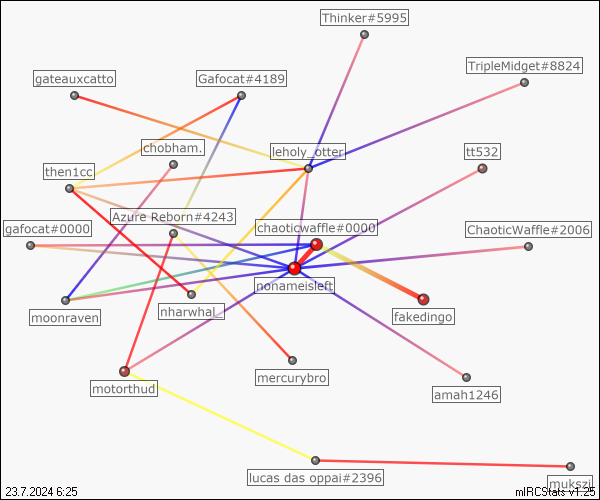 Thinker#5995
TripleMidget#8824
gateauxcatto
Gafocat#4189
chobham.
leholy_otter
tt532
then1cc
Azure Reborn#4243
chaoticwaffle#0000
gafocat#0000
ChaoticWaffle#2006
nonameisleft
moonraven
nharwhal_
fakedingo
mercurybro
motorthud
amah1246
lucas das oppai#2396
mukszi
23.7.2024 6:25
mIRCStats v1.25